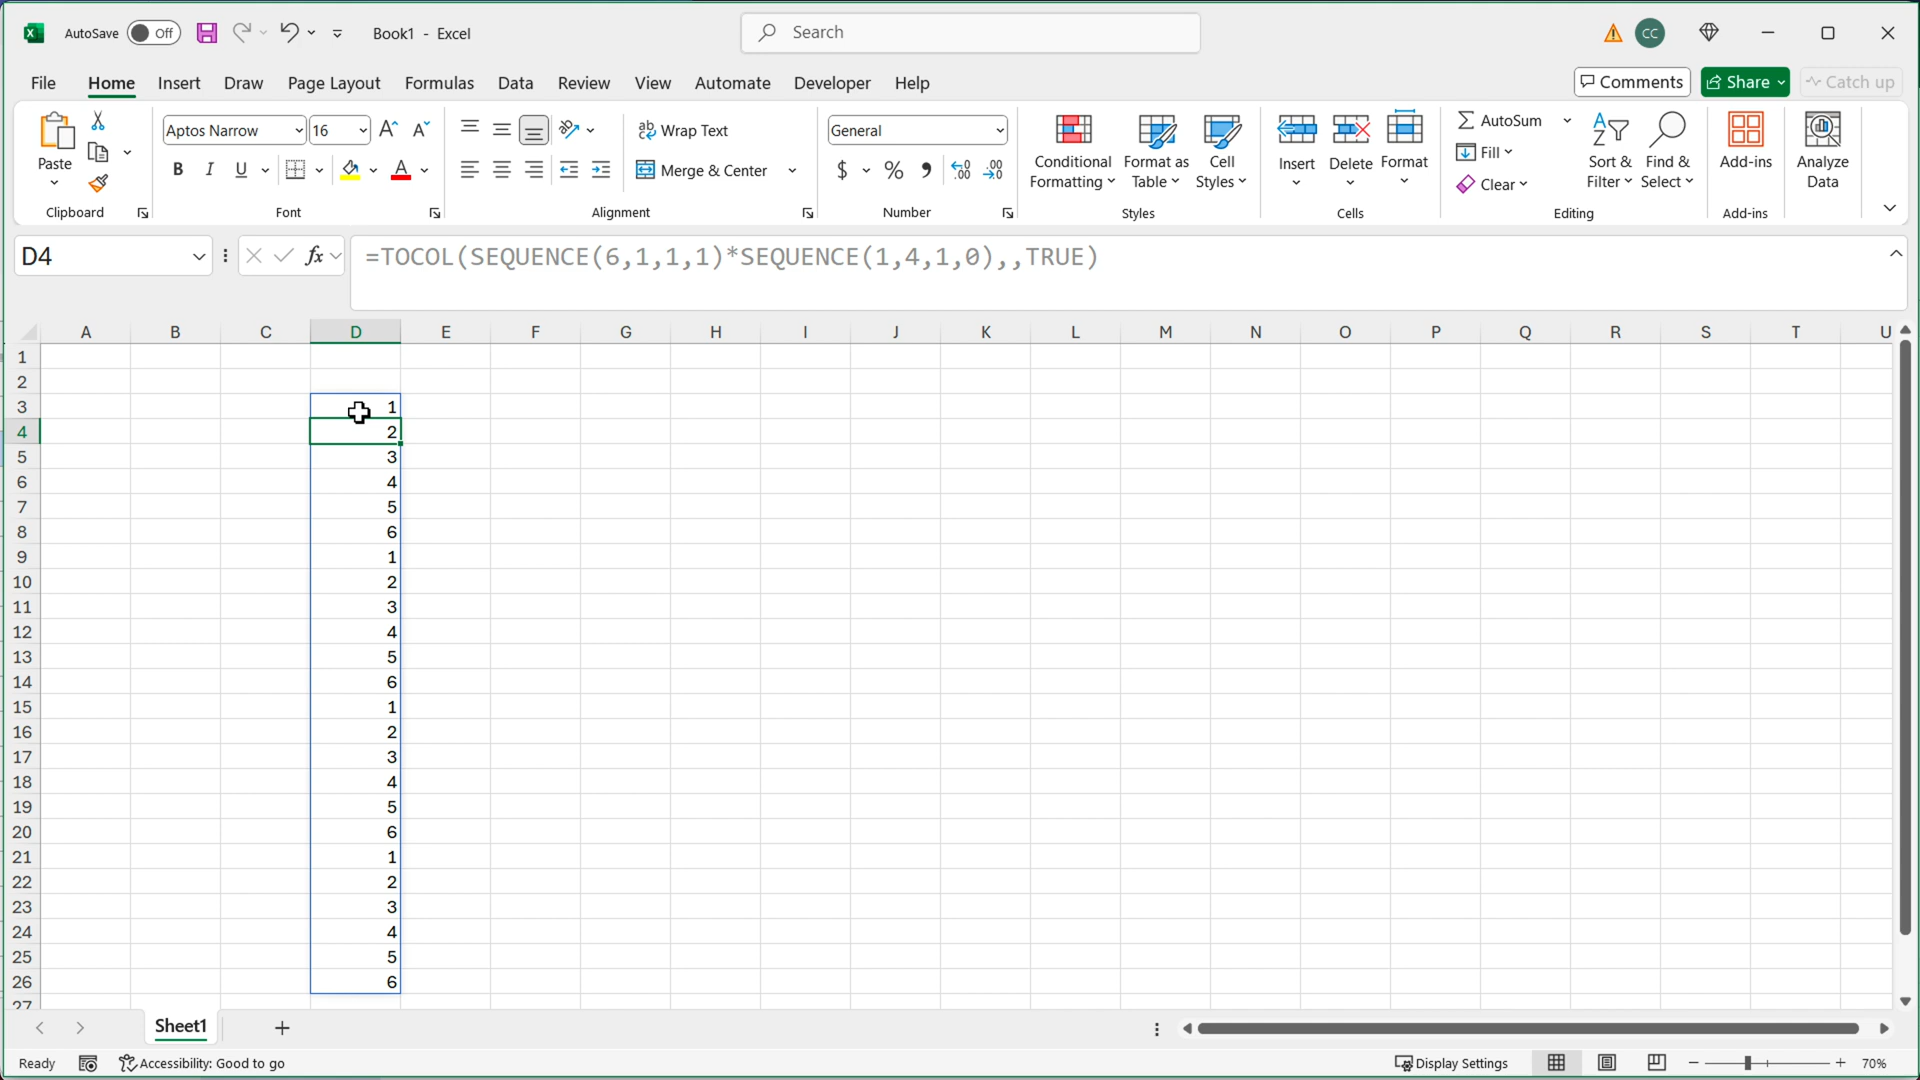 AutoSave Off Book1 - Excel Search CC
File Home Insert Draw Page Layout Formulas Data Review View Automate Developer Help Comments Share Catch up
Paste
Clipboard
Aptos Narrow 16
B I U A
Font
ab Wrap Text
Merge & Center
Alignment
General
$ % 9 .00 .00
Number
Conditional Formatting
Format as Table
Cell Styles
Styles
Insert Delete Format
Cells
AutoSum
Fill
Clear
Sort & Filter
Find & Select
Editing
Add-ins
Add-ins
Analyze Data
D4 fx =TOCOL(SEQUENCE(6,1,1,1)*SEQUENCE(1,4,1,0),,TRUE)
A B C D E F G H I J K L M N O P Q R S T U
1
2
3 1
4 2
5 3
6 4
7 5
8 6
9 1
10 2
11 3
12 4
13 5
14 6
15 1
16 2
17 3
18 4
19 5
20 6
21 1
22 2
23 3
24 4
25 5
26 6
27
Sheet1
Ready Accessibility: Good to go Display Settings 70%